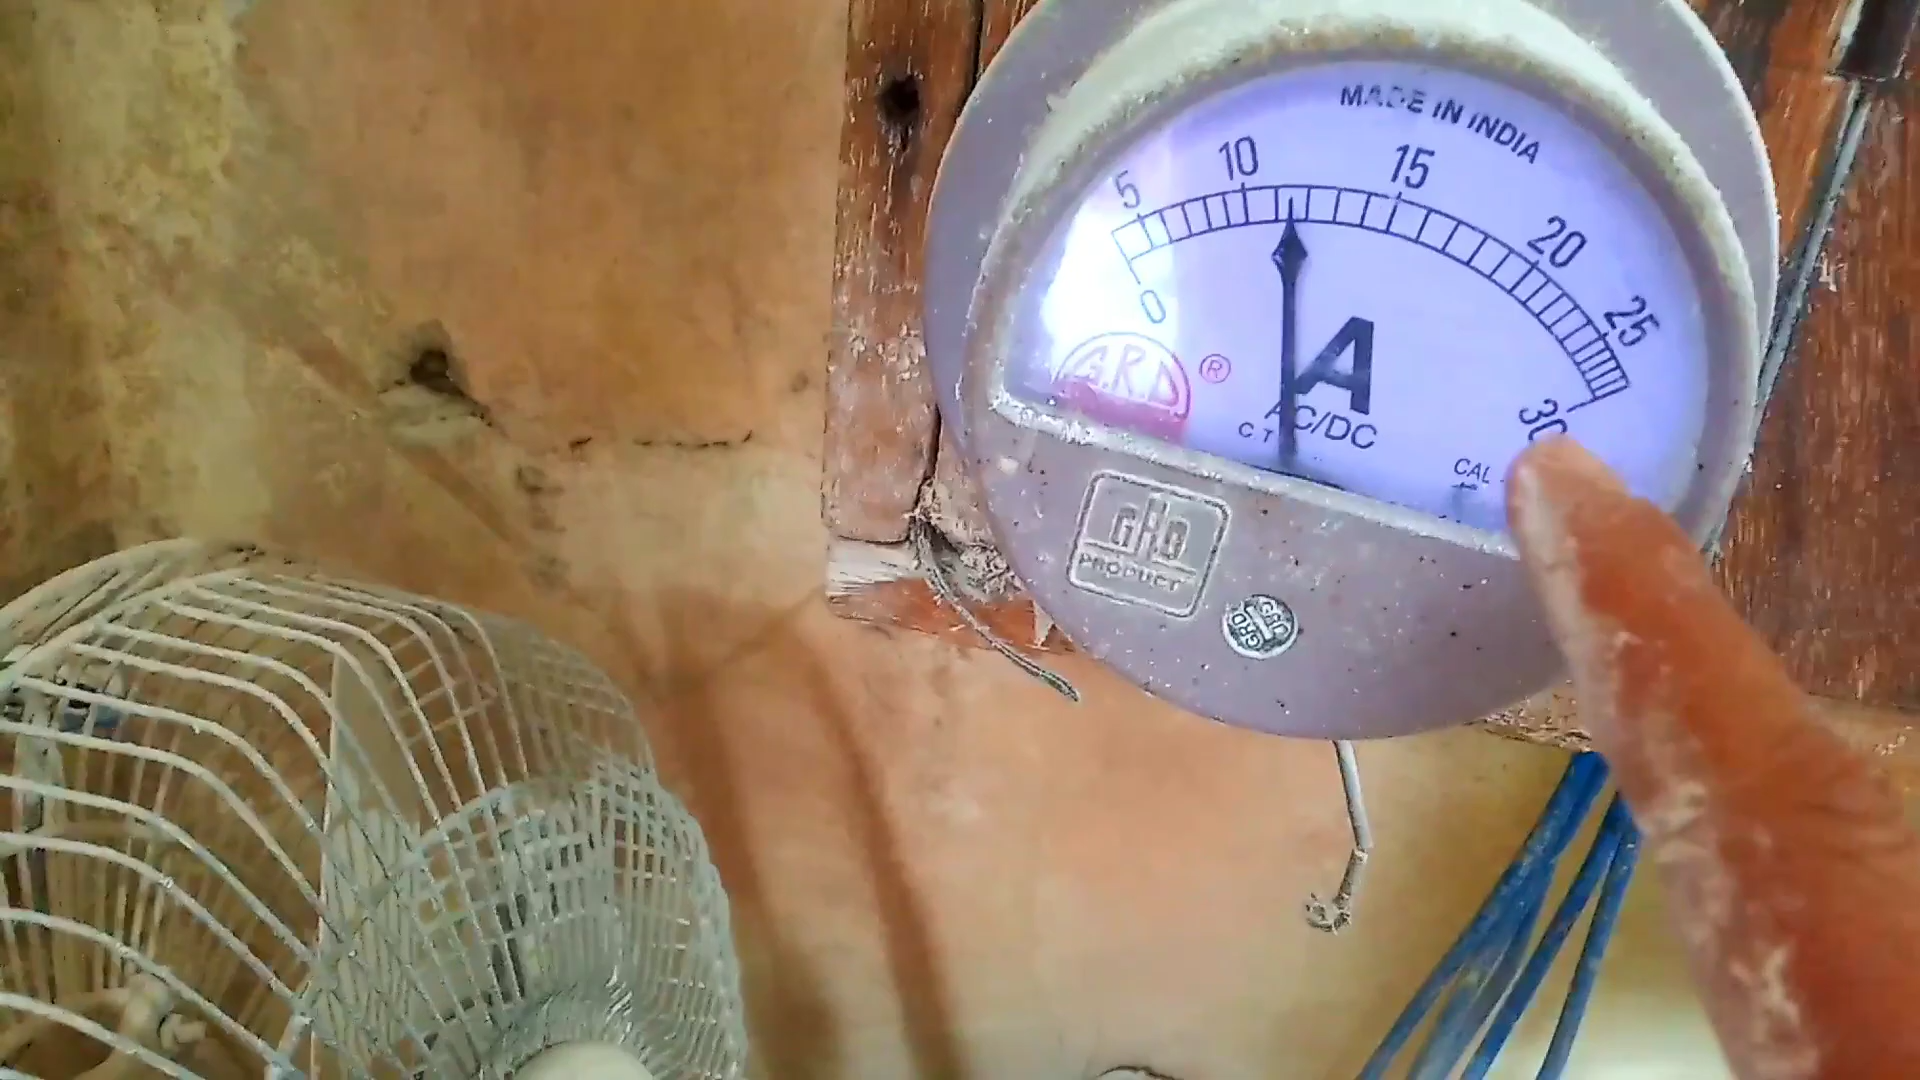 MADE IN INDIA
5 10 15 20 25
0 30
G.R.D ®
A
AC/DC
C T
CAL
GRD
PRODUCT
GRD